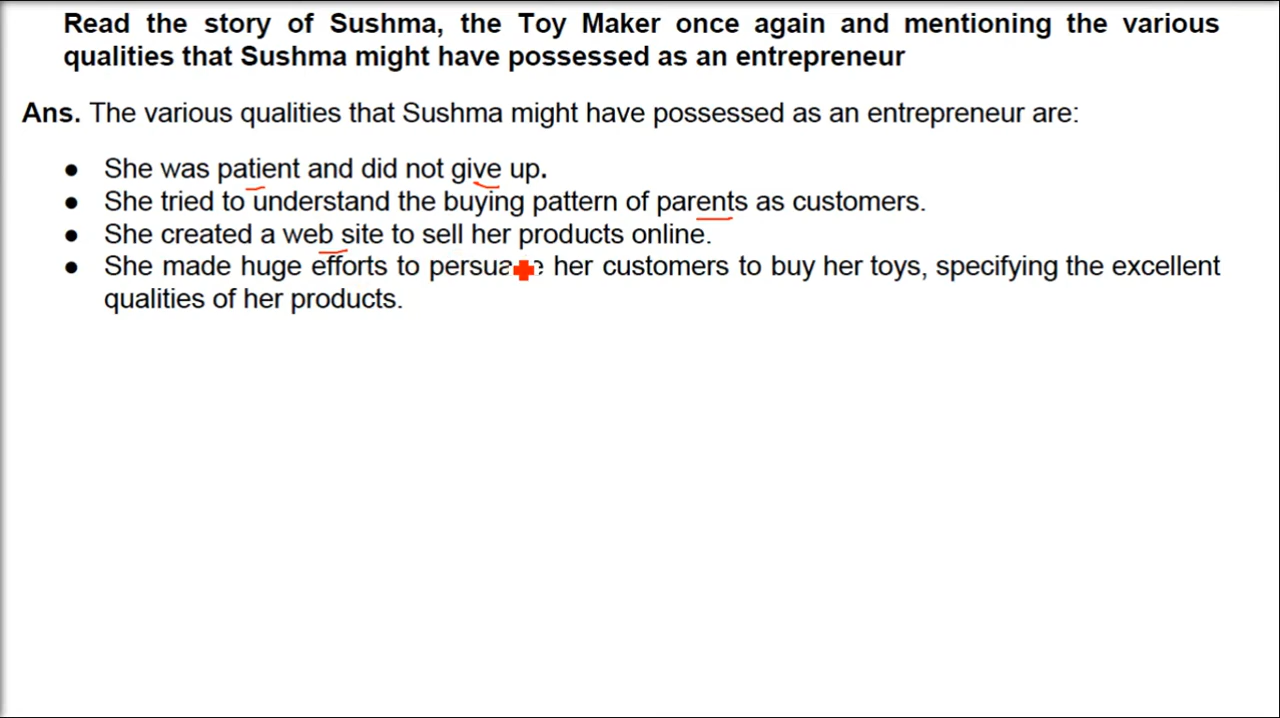 Read the story of Sushma, the Toy Maker once again and mentioning the various
qualities that Sushma might have possessed as an entrepreneur
Ans. The various qualities that Sushma might have possessed as an entrepreneur are:
● She was patient and did not give up.
● She tried to understand the buying pattern of parents as customers.
● She created a web site to sell her products online.
● She made huge efforts to persuade her customers to buy her toys, specifying the excellent
qualities of her products.